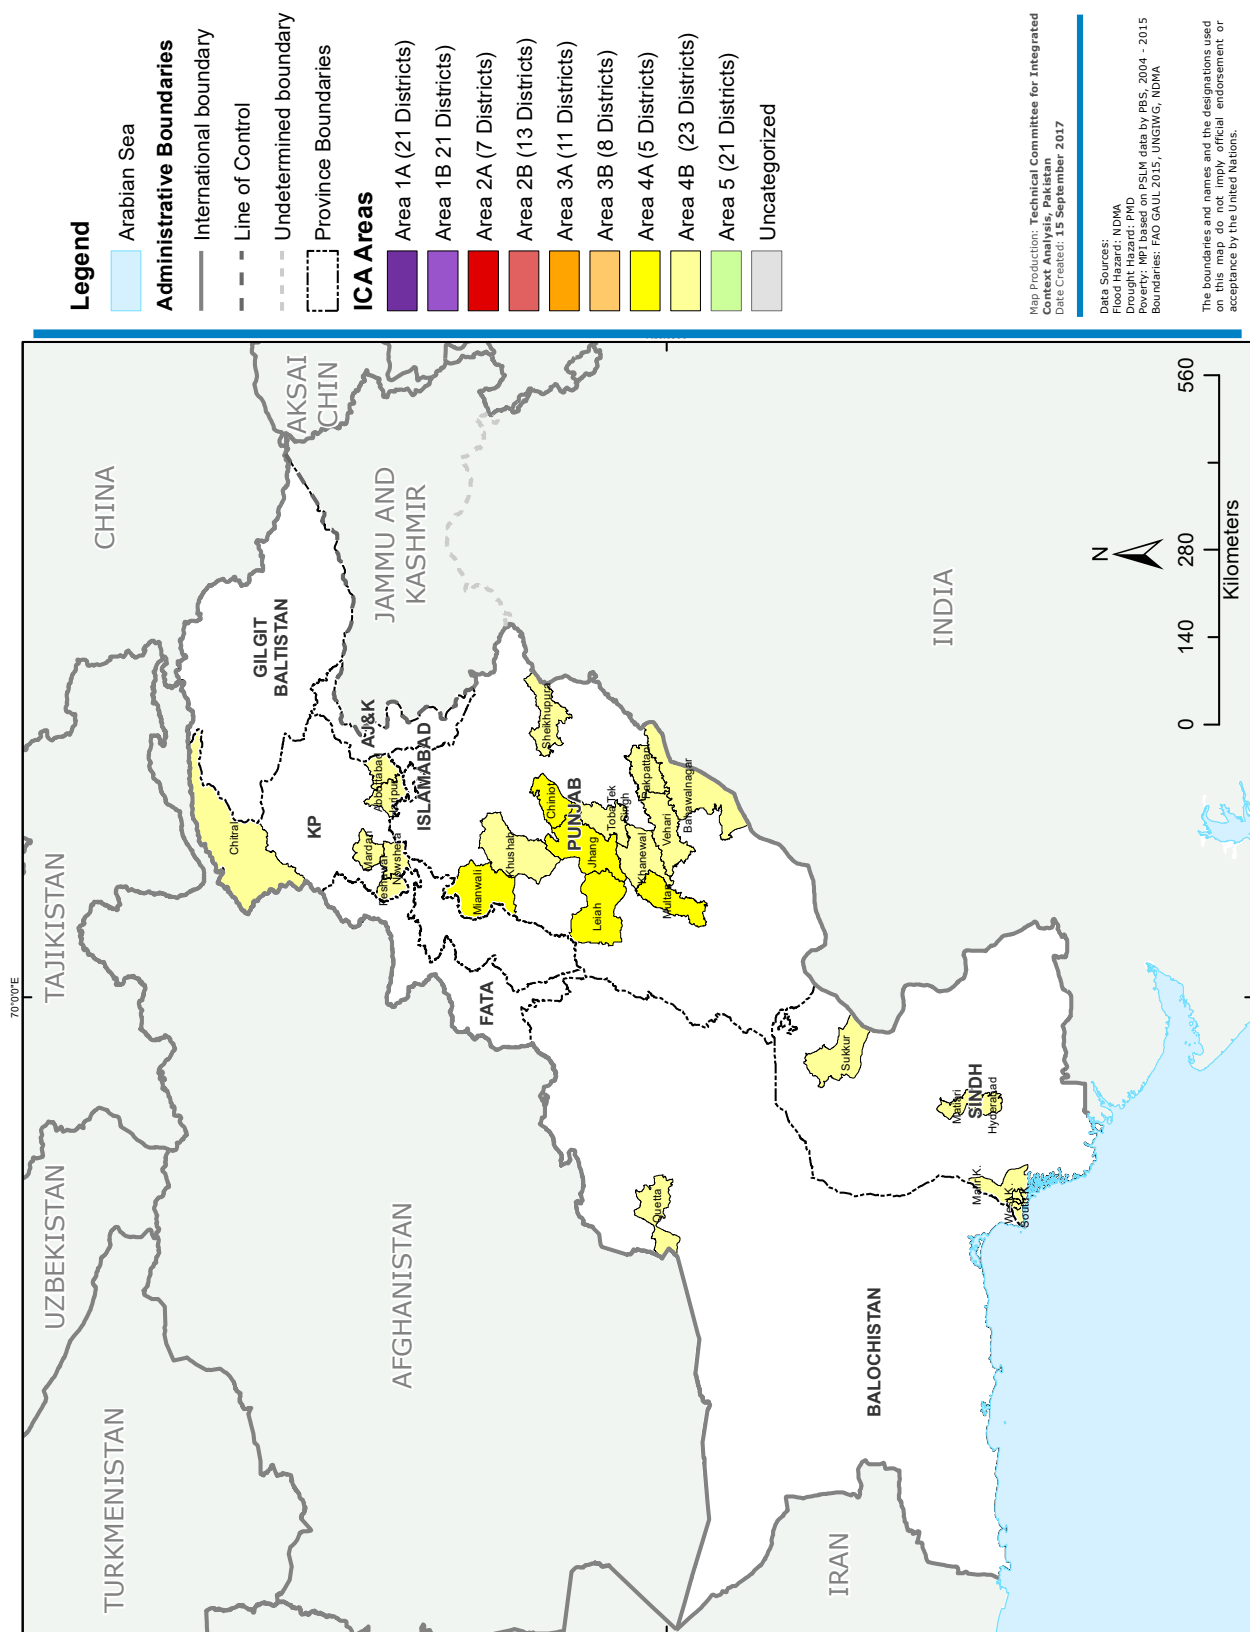 70°0'0"E
CHINA
TAJIKISTAN
UZBEKISTAN
TURKMENISTAN
AKSAI
CHIN
JAMMU AND
KASHMIR
AFGHANISTAN
IRAN
INDIA
GILGIT
BALTISTAN
KP
AJ&K
ISLAMABAD
FATA
PUNJAB
BALOCHISTAN
SINDH
Chitral
Abbottabad
Haripur
Mardan
Peshawar
Nowshera
Mianwali
Khushab
Sheikhupura
Chiniot
Jhang
Toba Tek
Singh
Leiah
Khanewal
Multan
Vehari
Pakpattan
Bahawalnagar
Sukkur
Matiari
Hyderabad
Malir K.
Quetta
N
0 140 280 560
Kilometers
Legend
Arabian Sea
Administrative Boundaries
International boundary
Line of Control
Undetermined boundary
Province Boundaries
ICA Areas
Area 1A (21 Districts)
Area 1B 21 Districts)
Area 2A (7 Districts)
Area 2B (13 Districts)
Area 3A (11 Districts)
Area 3B (8 Districts)
Area 4A (5 Districts)
Area 4B (23 Districts)
Area 5 (21 Districts)
Uncategorized
Map Production: Technical Committee for Integrated
Context Analysis, Pakistan
Date Created: 15 September 2017
Data Sources:
Flood Hazard: NDMA
Drought Hazard: PMD
Poverty: MPI based on PSLM data by PBS, 2004 - 2015
Boundaries: FAO GAUL 2015, UNGIWG, NDMA
The boundaries and names and the designations used
on this map do not imply official endorsement or
acceptance by the United Nations.